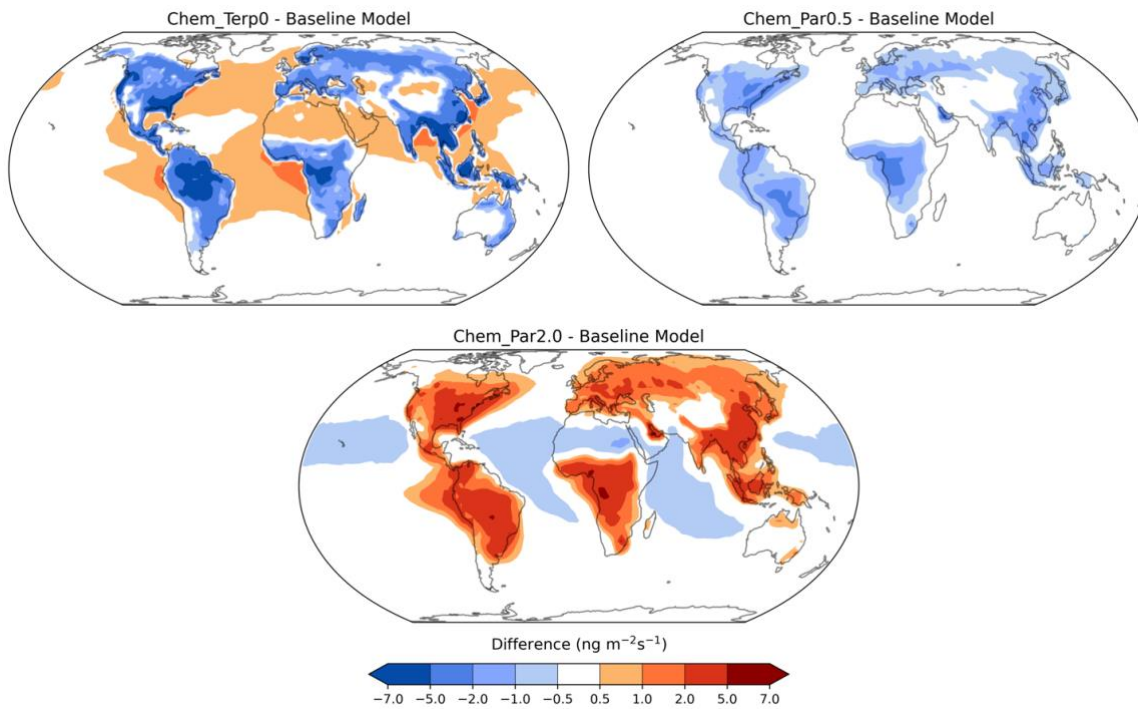 Chem_Terp0 - Baseline Model
Chem_Par0.5 - Baseline Model
Chem_Par2.0 - Baseline Model
Difference (ng m⁻²s⁻¹)
−7.0 −5.0 −2.0 −1.0 −0.5 0.5 1.0 2.0 5.0 7.0